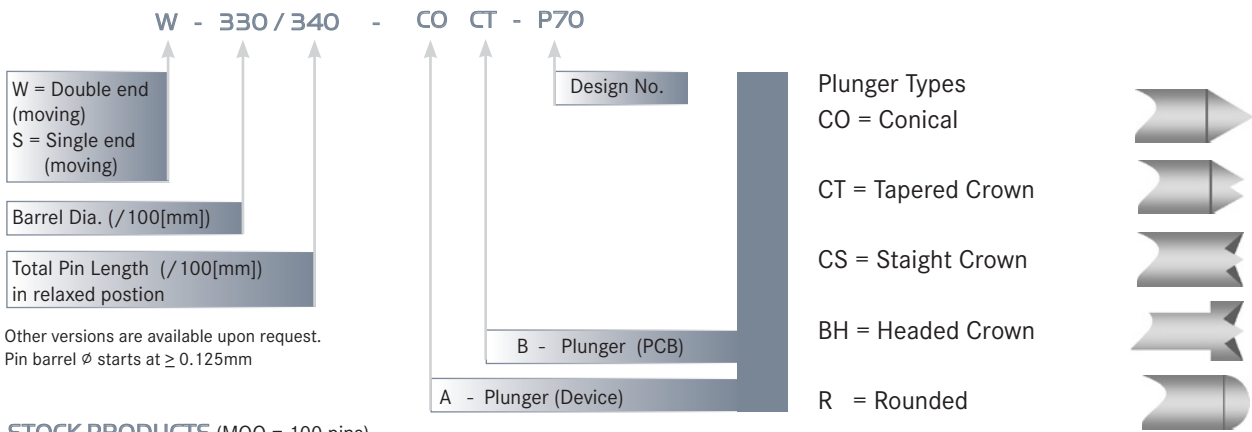 W - 330 / 340 - CO CT - P70
W = Double end
(moving)
S = Single end
(moving)
Barrel Dia. (/100[mm])
Total Pin Length (/100[mm])
in relaxed postion
Other versions are available upon request.
Pin barrel Ø starts at ≥ 0.125mm
Design No.
B - Plunger (PCB)
A - Plunger (Device)
Plunger Types
CO = Conical
CT = Tapered Crown
CS = Staight Crown
BH = Headed Crown
R = Rounded
STOCK PRODUCTS (MOQ = 100 pins)